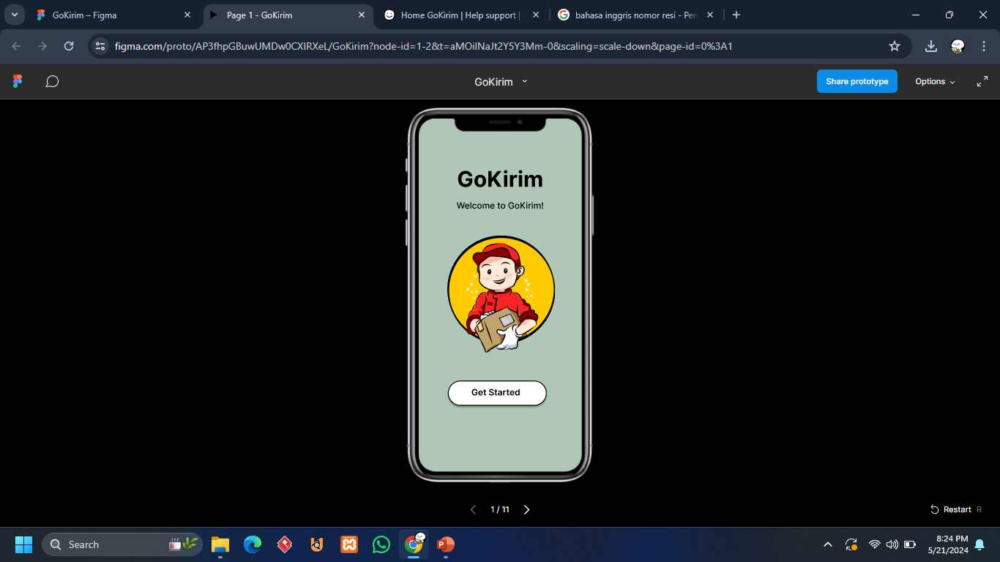 GoKirim – Figma
Page 1 - GoKirim
Home GoKirim | Help support |
bahasa inggris nomor resi - Pen
figma.com/proto/AP3fhpGBuwUMDw0CXlRXeL/GoKirim?node-id=1-2&t=aMOiINaJt2Y5Y3Mm-0&scaling=scale-down&page-id=0%3A1
GoKirim
Share prototype
Options
GoKirim
Welcome to GoKirim!
Get Started
1 / 11
Restart R
Search
8:24 PM
5/21/2024